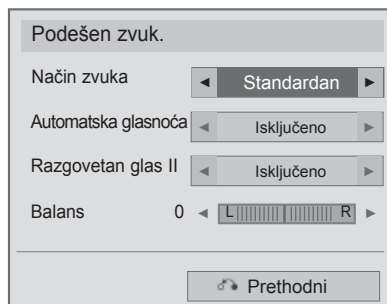 Podešen zvuk.
Način zvuka ◄ Standardan ►
Automatska glasnoća ◄ Isključeno ►
Razgovetan glas II ◄ Isključeno ►
Balans 0 ◄ L R ►
Prethodni